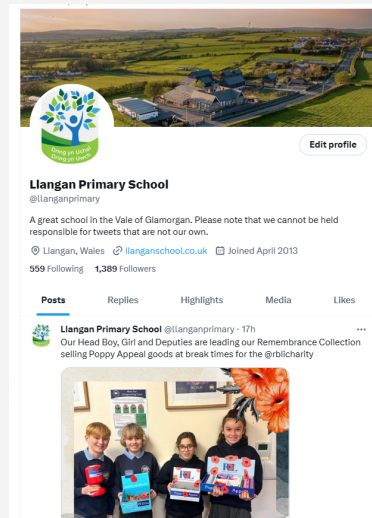 Dring yn Uchel
Dring yn Uwch
Edit profile
Llangan Primary School
@llanganprimary
A great school in the Vale of Glamorgan. Please note that we cannot be held
responsible for tweets that are not our own.
Llangan, Wales llanganschool.co.uk Joined April 2013
559 Following 1,389 Followers
Posts Replies Highlights Media Likes
Llangan Primary School @llanganprimary · 17h
Our Head Boy, Girl and Deputies are leading our Remembrance Collection
selling Poppy Appeal goods at break times for the @rblicharity